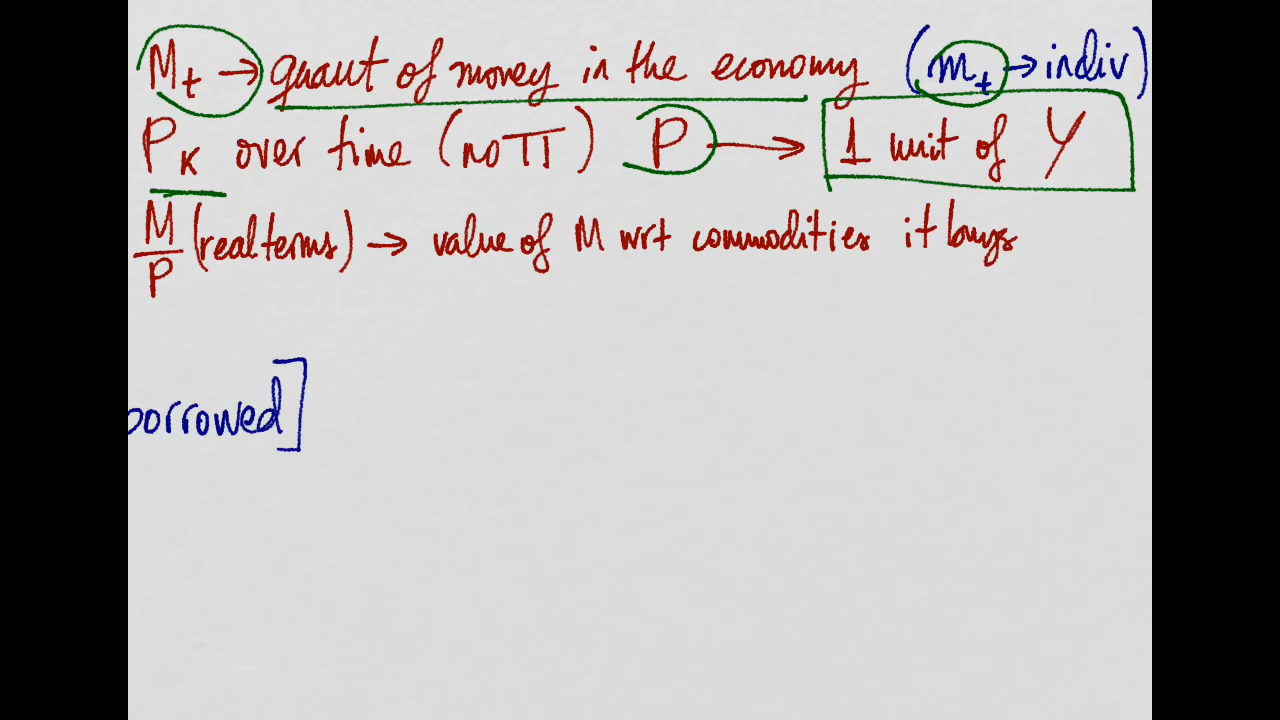 Mt → quant of money in the economy (mt → indiv)
PK over time (no π) P → 1 unit of Y
M/P (real terms) → value of M wrt commodities it buys
borrowed]